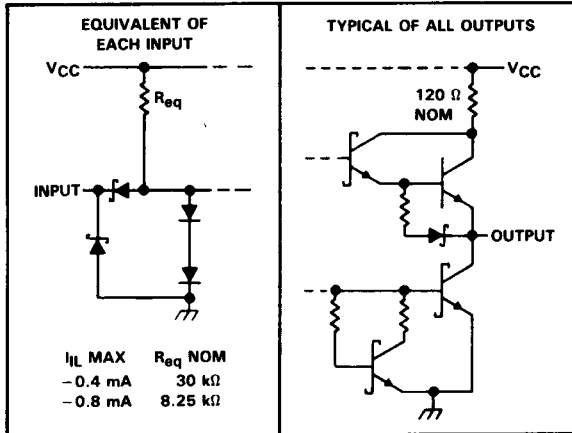 EQUIVALENT OF
EACH INPUT
VCC
Req
INPUT
IIL MAX Req NOM
−0.4 mA 30 kΩ
−0.8 mA 8.25 kΩ
TYPICAL OF ALL OUTPUTS
VCC
120 Ω
NOM
OUTPUT